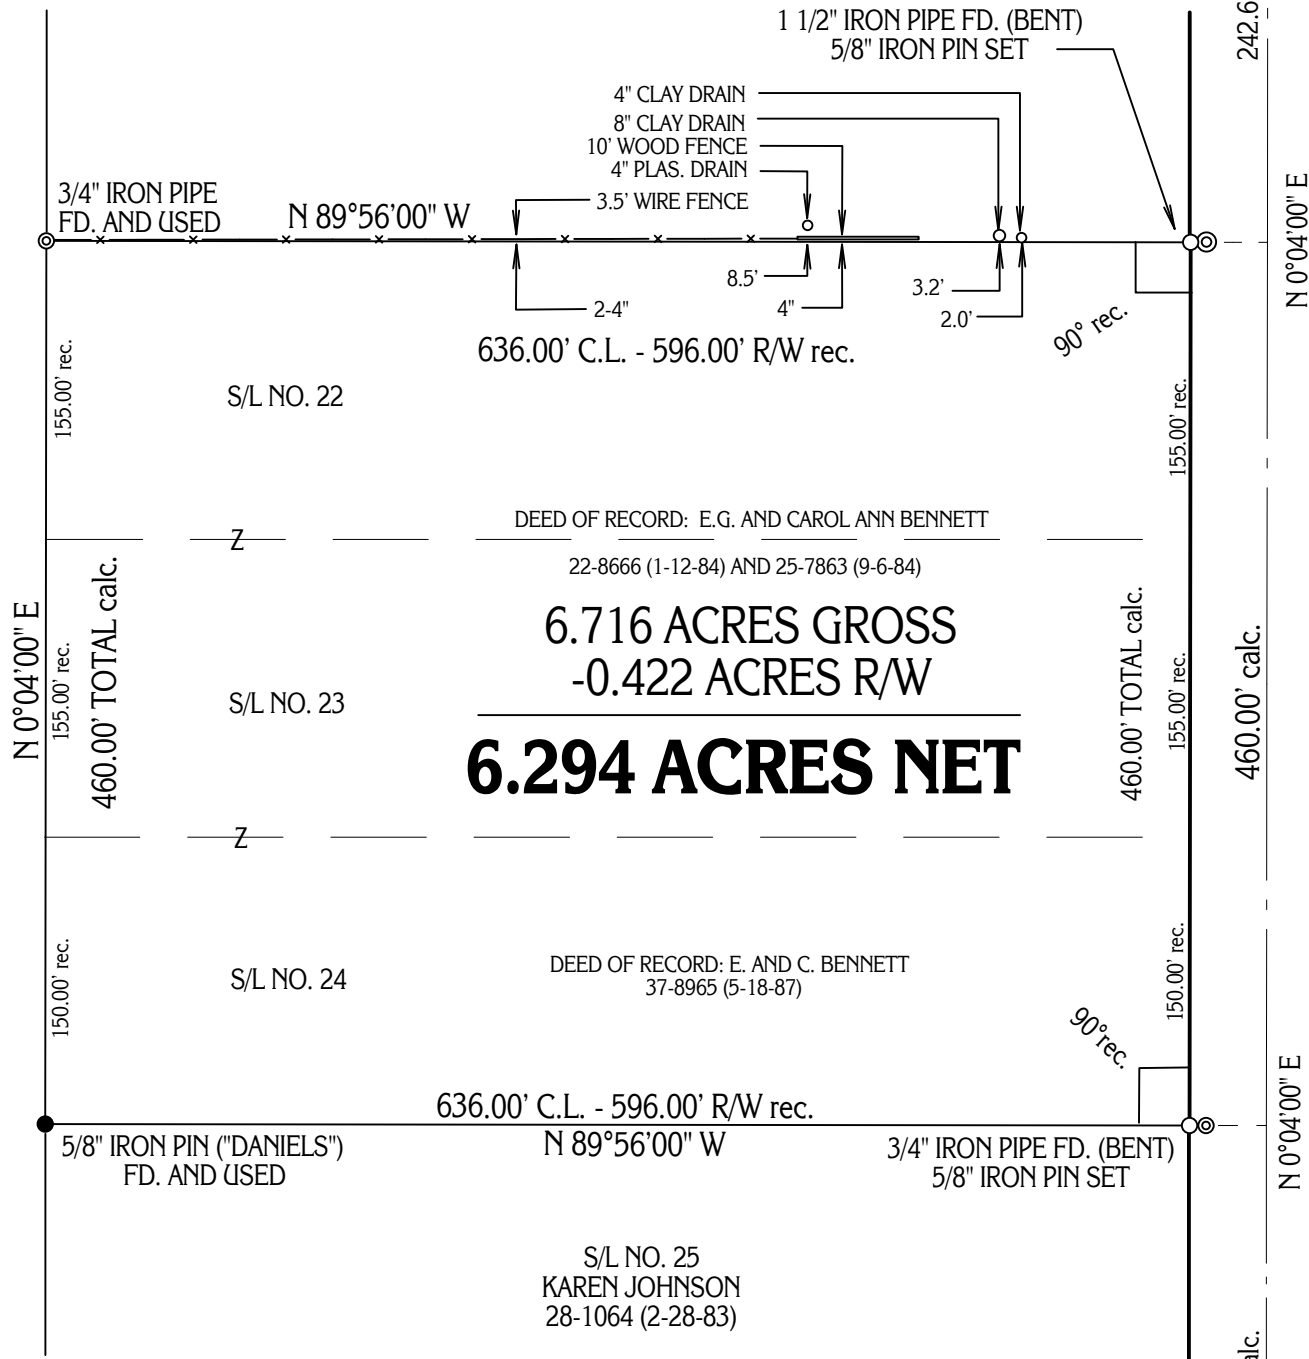 242.6
1 1/2" IRON PIPE FD. (BENT)
5/8" IRON PIN SET
4" CLAY DRAIN
8" CLAY DRAIN
10' WOOD FENCE
4" PLAS. DRAIN
3.5' WIRE FENCE
3/4" IRON PIPE
FD. AND USED
N 89°56'00" W
N 0°04'00" E
8.5'
3.2'
2-4"
4"
2.0'
90° rec.
636.00' C.L. - 596.00' R/W rec.
155.00' rec.
S/L NO. 22
155.00' rec.
DEED OF RECORD: E.G. AND CAROL ANN BENNETT
Z
22-8666 (1-12-84) AND 25-7863 (9-6-84)
6.716 ACRES GROSS
-0.422 ACRES R/W
6.294 ACRES NET
N 0°04'00" E
155.00' rec.
460.00' TOTAL calc.
S/L NO. 23
460.00' TOTAL calc.
155.00' rec.
460.00' calc.
Z
150.00' rec.
S/L NO. 24
DEED OF RECORD: E. AND C. BENNETT
37-8965 (5-18-87)
150.00' rec.
90° rec.
636.00' C.L. - 596.00' R/W rec.
N 89°56'00" W
5/8" IRON PIN ("DANIELS")
FD. AND USED
3/4" IRON PIPE FD. (BENT)
5/8" IRON PIN SET
N 0°04'00" E
S/L NO. 25
KAREN JOHNSON
28-1064 (2-28-83)
alc.